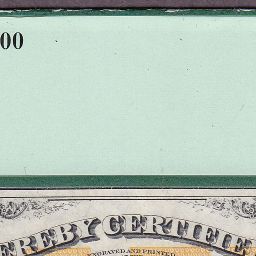 00
EREBY CERTIFIE
ENGRAVED AND PRINTED